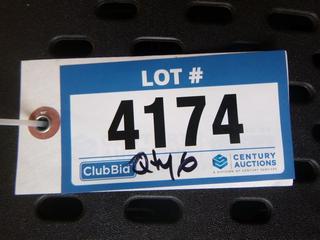 LOT #
4174
ClubBid
Qty 6
CENTURY
AUCTIONS
A DIVISION OF CENTURY SERVICES